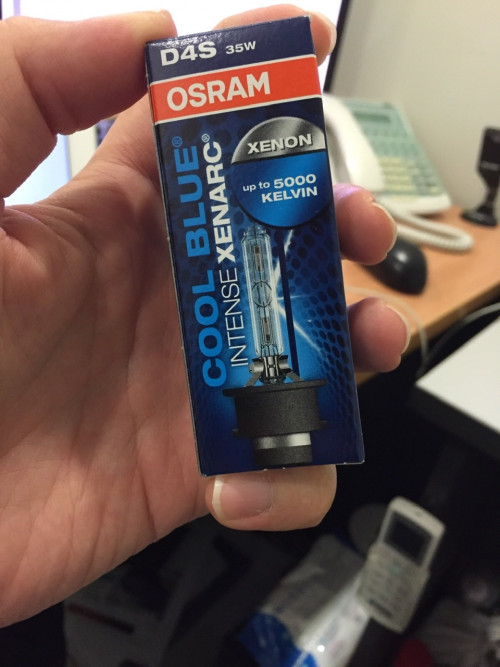 D4S 35W
OSRAM
XENON
up to 5000
KELVIN
COOL BLUE®
INTENSE XENARC®